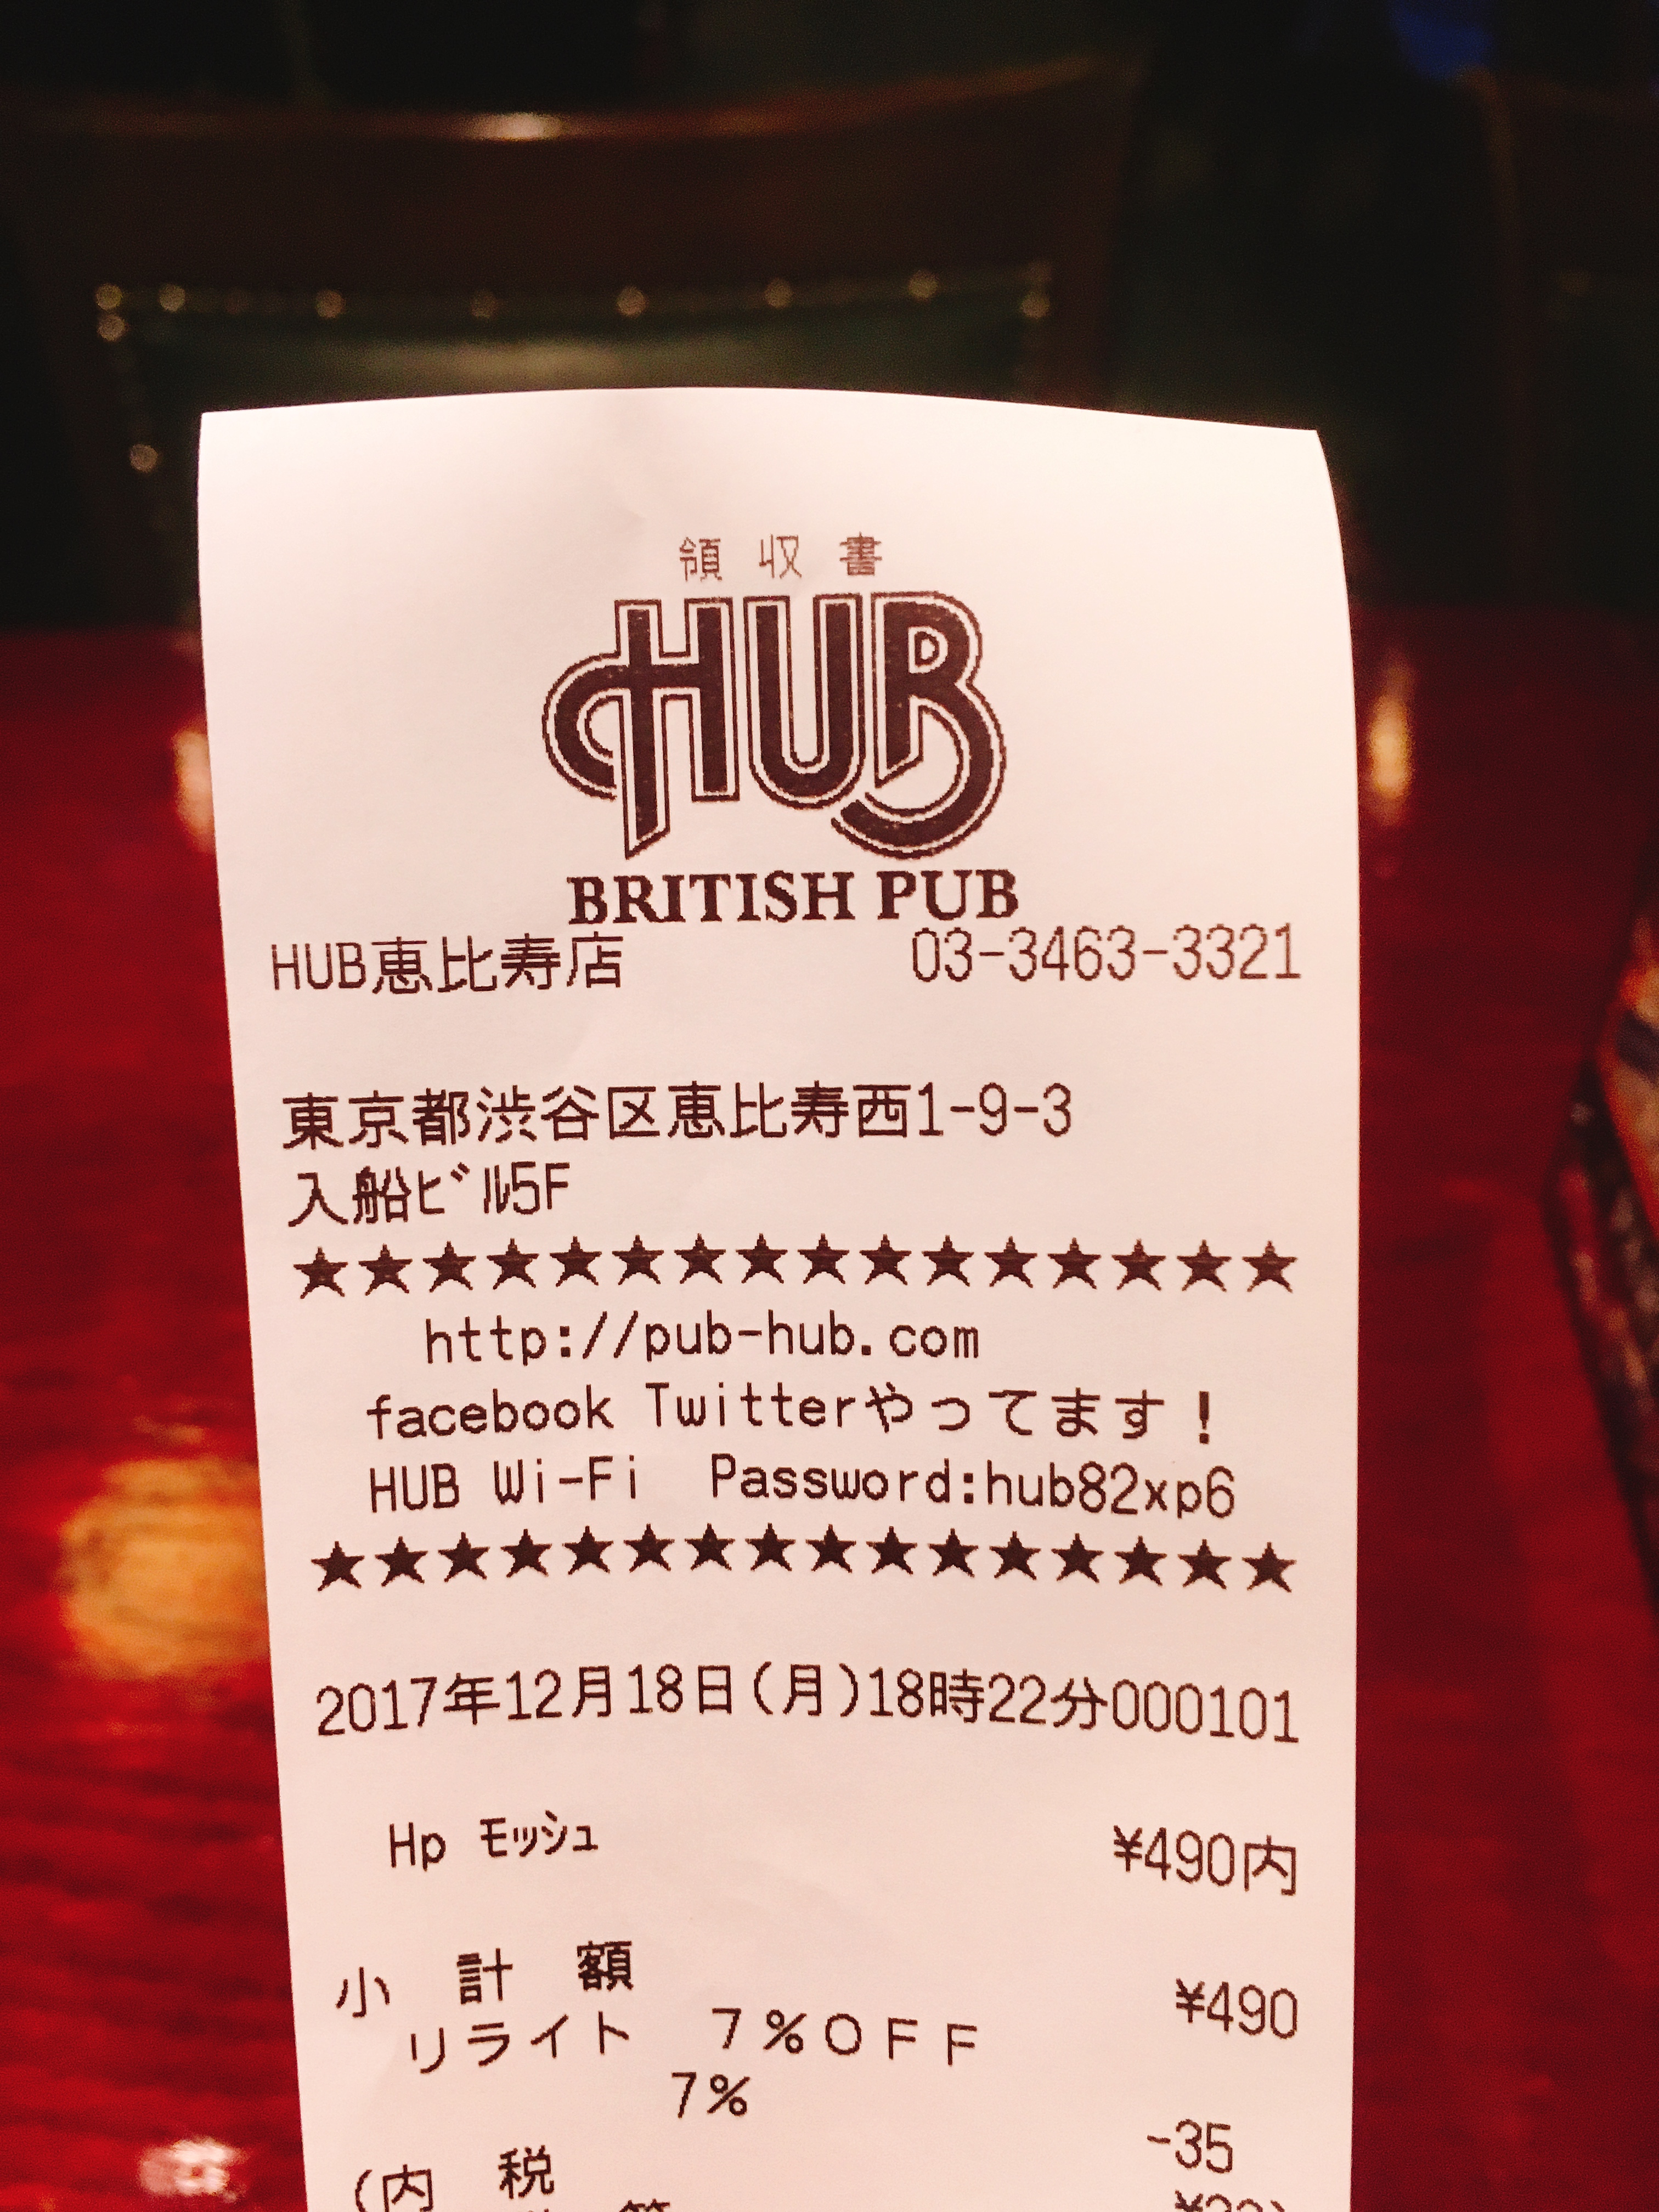 領収書
HUB
BRITISH PUB
HUB恵比寿店 03-3463-3321
東京都渋谷区恵比寿西1-9-3
入船ビル5F
★★★★★★★★★★★★★★★★
http://pub-hub.com
facebook Twitterやってます!
HUB Wi-Fi Password:hub82xp6
★★★★★★★★★★★★★★★★
2017年12月18日(月)18時22分000101
Hp モッシュ ¥490内
小計額 ¥490
リライト 7%OFF
7%
-35
(内税